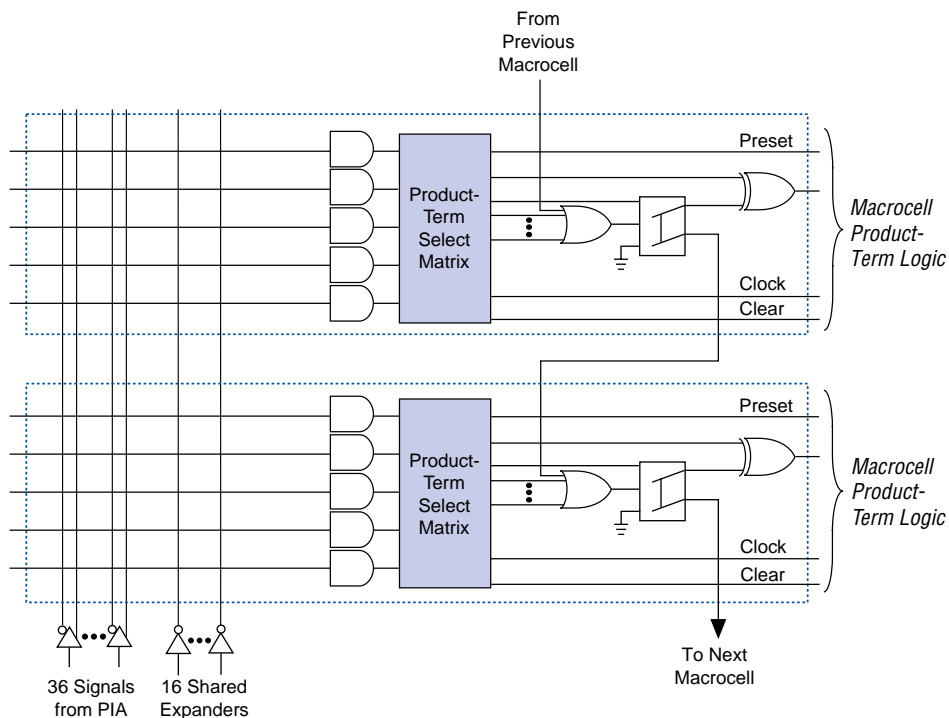 From
Previous
Macrocell
Preset
Product-
Term
Select
Matrix
Macrocell
Product-
Term Logic
Clock
Clear
Preset
Product-
Term
Select
Matrix
Macrocell
Product-
Term Logic
Clock
Clear
To Next
Macrocell
36 Signals
from PIA
16 Shared
Expanders